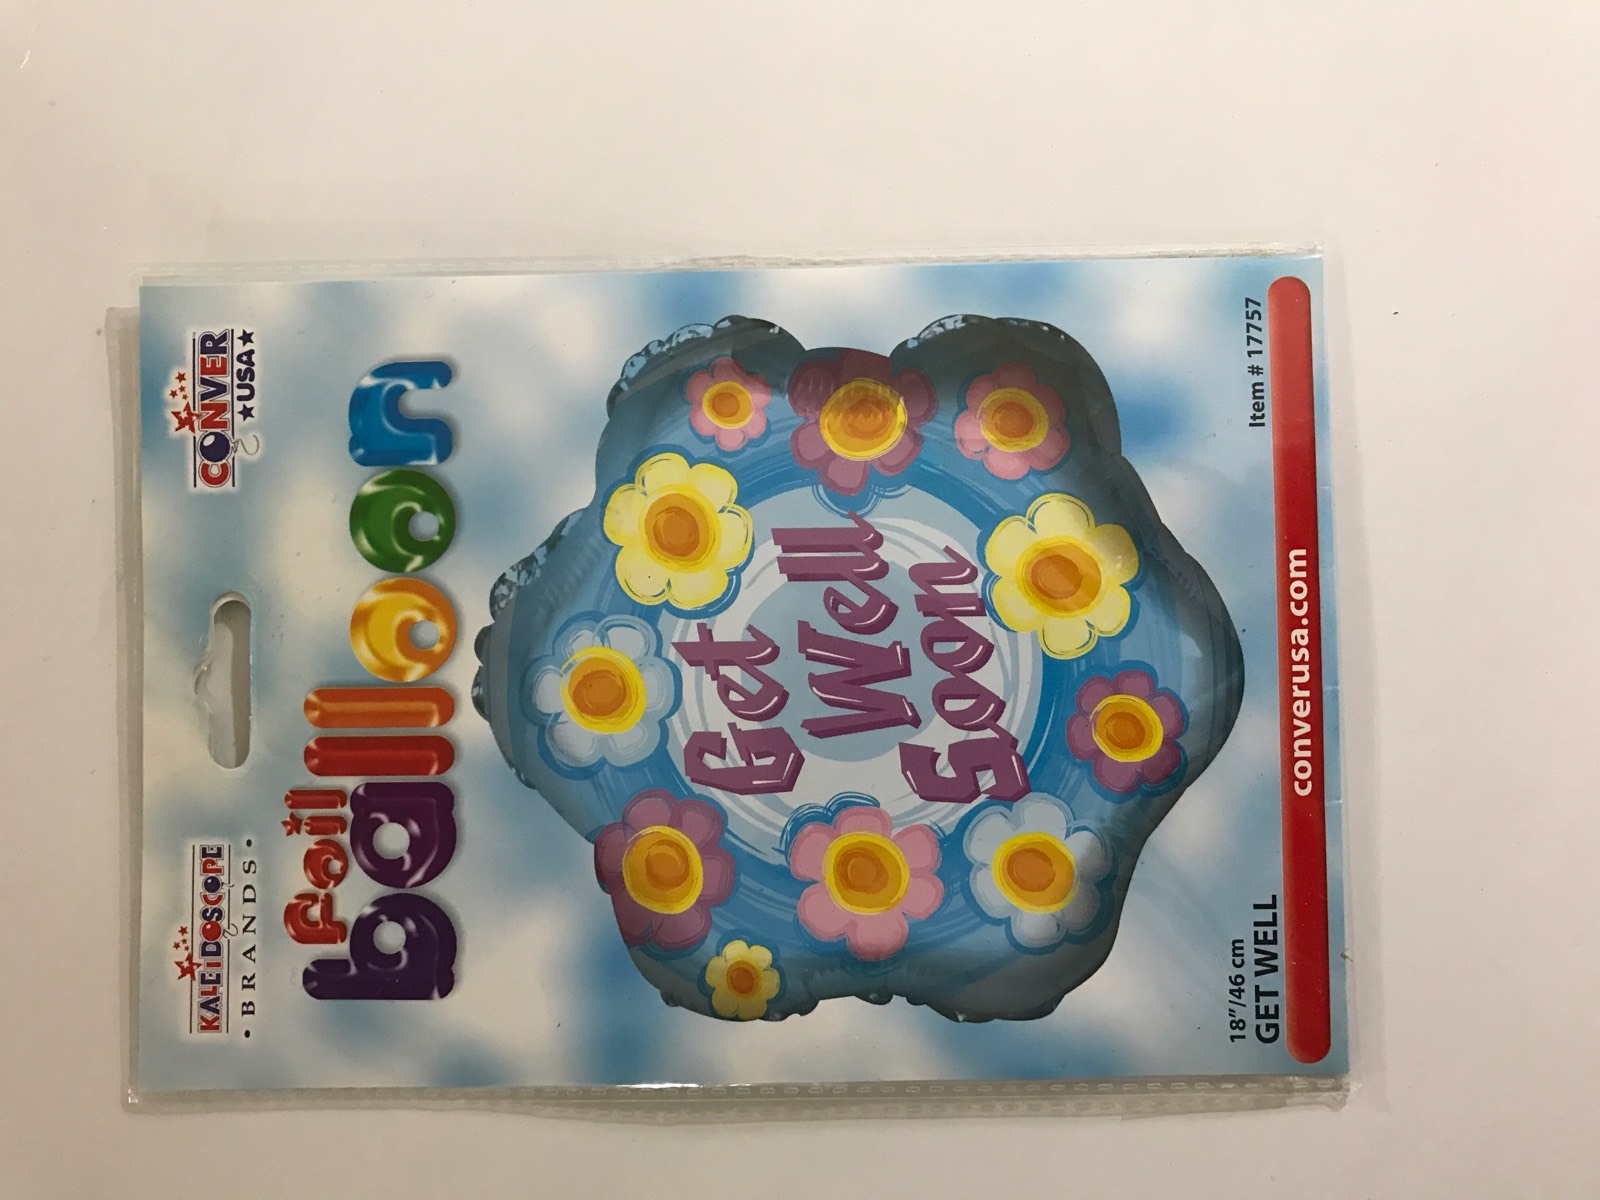 KALEIDOSCOPE
• BRANDS •
CONVER
★USA★
foil
balloon
Get
Well
Soon
18"/46 cm
GET WELL
Item # 17757
converusa.com